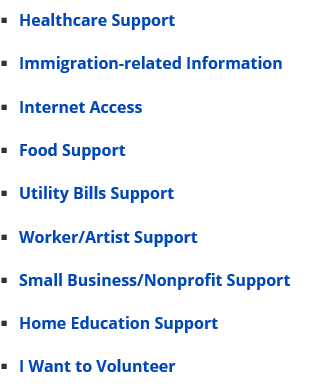 ▪ Healthcare Support
▪ Immigration-related Information
▪ Internet Access
▪ Food Support
▪ Utility Bills Support
▪ Worker/Artist Support
▪ Small Business/Nonprofit Support
▪ Home Education Support
▪ I Want to Volunteer